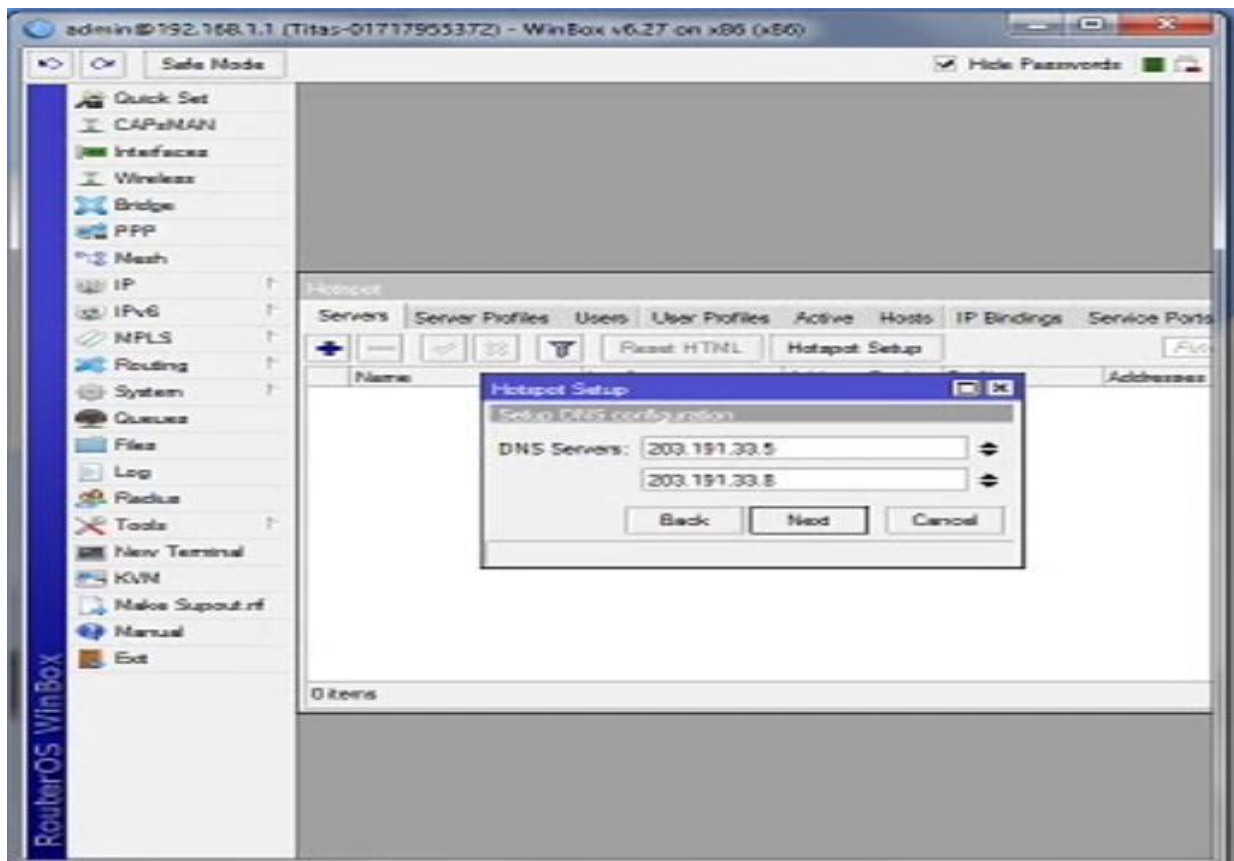 admin@192.168.1.1 (Titas-01717955372) - WinBox v6.27 on x86 (x86)
Safe Mode
Hide Passwords
Quick Set
CAPsMAN
Interfaces
Wireless
Bridge
PPP
Mesh
IP
IPv6
MPLS
Routing
System
Queues
Files
Log
Radius
Tools
New Terminal
KVM
Make Supout.rif
Manual
Exit
RouterOS WinBox
Hotspot
Servers Server Profiles Users User Profiles Active Hosts IP Bindings Service Ports
Reset HTML Hotspot Setup
Name Addresses
Hotspot Setup
Setup DNS configuration
DNS Servers: 203.191.33.5
203.191.33.8
Back Next Cancel
0 items